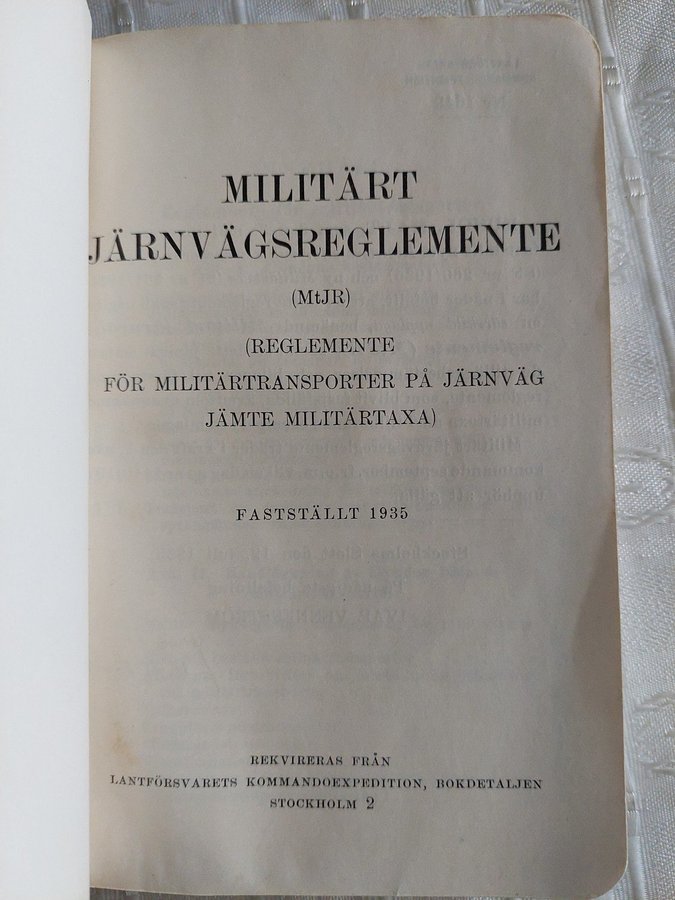 MILITÄRT
JÄRNVÄGSREGLEMENTE
(MtJR)
(REGLEMENTE
FÖR MILITÄRTRANSPORTER PÅ JÄRNVÄG
JÄMTE MILITÄRTAXA)
FASTSTÄLLT 1935
REKVIRERAS FRÅN
LANTFÖRSVARETS KOMMANDOEXPEDITION, BOKDETALJEN
STOCKHOLM 2